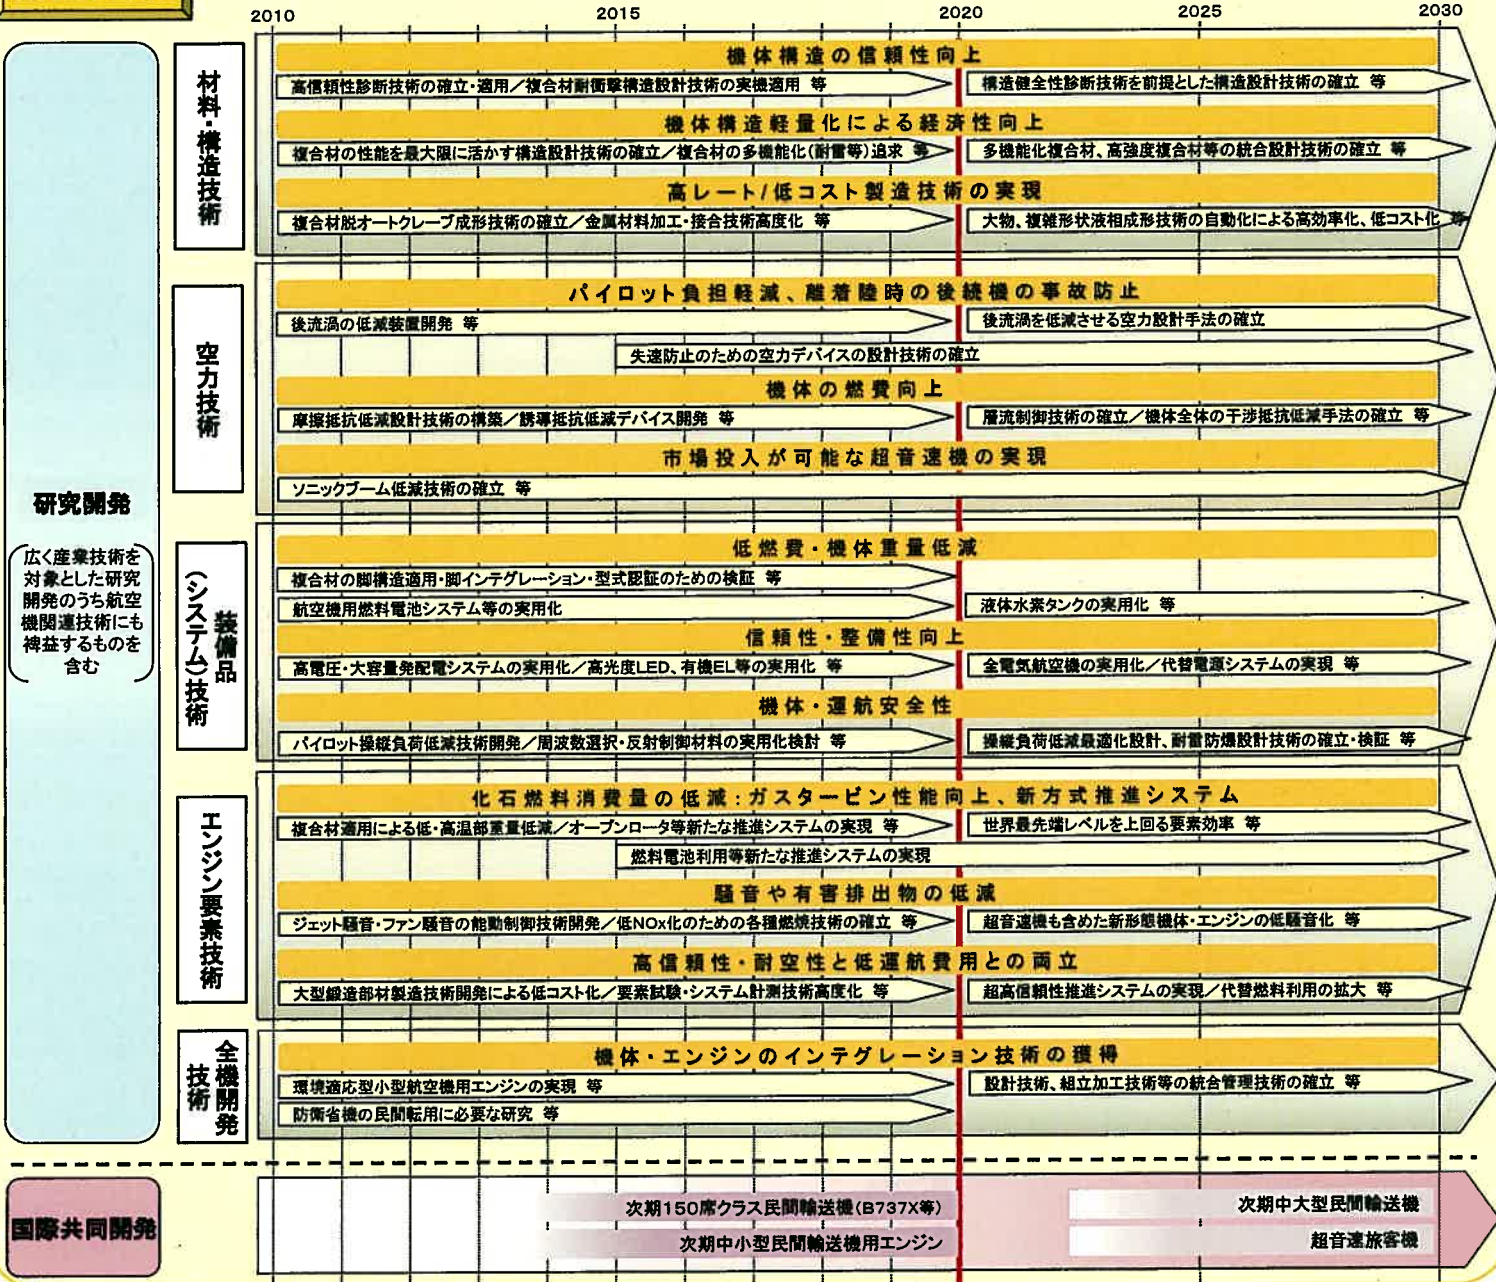 2010 2015 2020 2025 2030
研究開発
広く産業技術を
対象とした研究
開発のうち航空
機関連技術にも
裨益するものを
含む
材料・構造技術
機体構造の信頼性向上
高信頼性診断技術の確立・適用／複合材耐衝撃構造設計技術の実機適用 等
構造健全性診断技術を前提とした構造設計技術の確立 等
機体構造軽量化による経済性向上
複合材の性能を最大限に活かす構造設計技術の確立／複合材の多機能化（耐雷等）追求 等
多機能化複合材、高強度複合材等の統合設計技術の確立 等
高レート/低コスト製造技術の実現
複合材脱オートクレーブ成形技術の確立／金属材料加工・接合技術高度化 等
大物、複雑形状液相成形技術の自動化による高効率化、低コスト化 等
空力技術
パイロット負担軽減、離着陸時の後続機の事故防止
後流渦の低減装置開発 等
後流渦を低減させる空力設計手法の確立
失速防止のための空力デバイスの設計技術の確立
機体の燃費向上
摩擦抵抗低減設計技術の構築／誘導抵抗低減デバイス開発 等
層流制御技術の確立／機体全体の干渉抵抗低減手法の確立 等
市場投入が可能な超音速機の実現
ソニックブーム低減技術の確立 等
装備品
（システム）技術
低燃費・機体重量低減
複合材の脚構造適用・脚インテグレーション・型式認証のための検証 等
航空機用燃料電池システム等の実用化
液体水素タンクの実用化 等
信頼性・整備性向上
高電圧・大容量発配電システムの実用化／高光度LED、有機EL等の実用化 等
全電気航空機の実用化／代替電源システムの実現 等
機体・運航安全性
パイロット操縦負荷低減技術開発／周波数選択・反射制御材料の実用化検討 等
操縦負荷低減最適化設計、耐雷防爆設計技術の確立・検証 等
エンジン要素技術
化石燃料消費量の低減：ガスタービン性能向上、新方式推進システム
複合材適用による低・高温部重量低減／オープンロータ等新たな推進システムの実現 等
世界最先端レベルを上回る要素効率 等
燃料電池利用等新たな推進システムの実現
騒音や有害排出物の低減
ジェット騒音・ファン騒音の能動制御技術開発／低NOx化のための各種燃焼技術の確立 等
超音速機も含めた新形態機体・エンジンの低騒音化 等
高信頼性・耐空性と低運航費用との両立
大型鍛造部材製造技術開発による低コスト化／要素試験・システム計測技術高度化 等
超高信頼性推進システムの実現／代替燃料利用の拡大 等
全機開発
技術
機体・エンジンのインテグレーション技術の獲得
環境適応型小型航空機用エンジンの実現 等
設計技術、組立加工技術等の統合管理技術の確立 等
防衛省機の民間転用に必要な研究 等
国際共同開発
次期150席クラス民間輸送機（B737X等）
次期中大型民間輸送機
次期中小型民間輸送機用エンジン
超音速旅客機